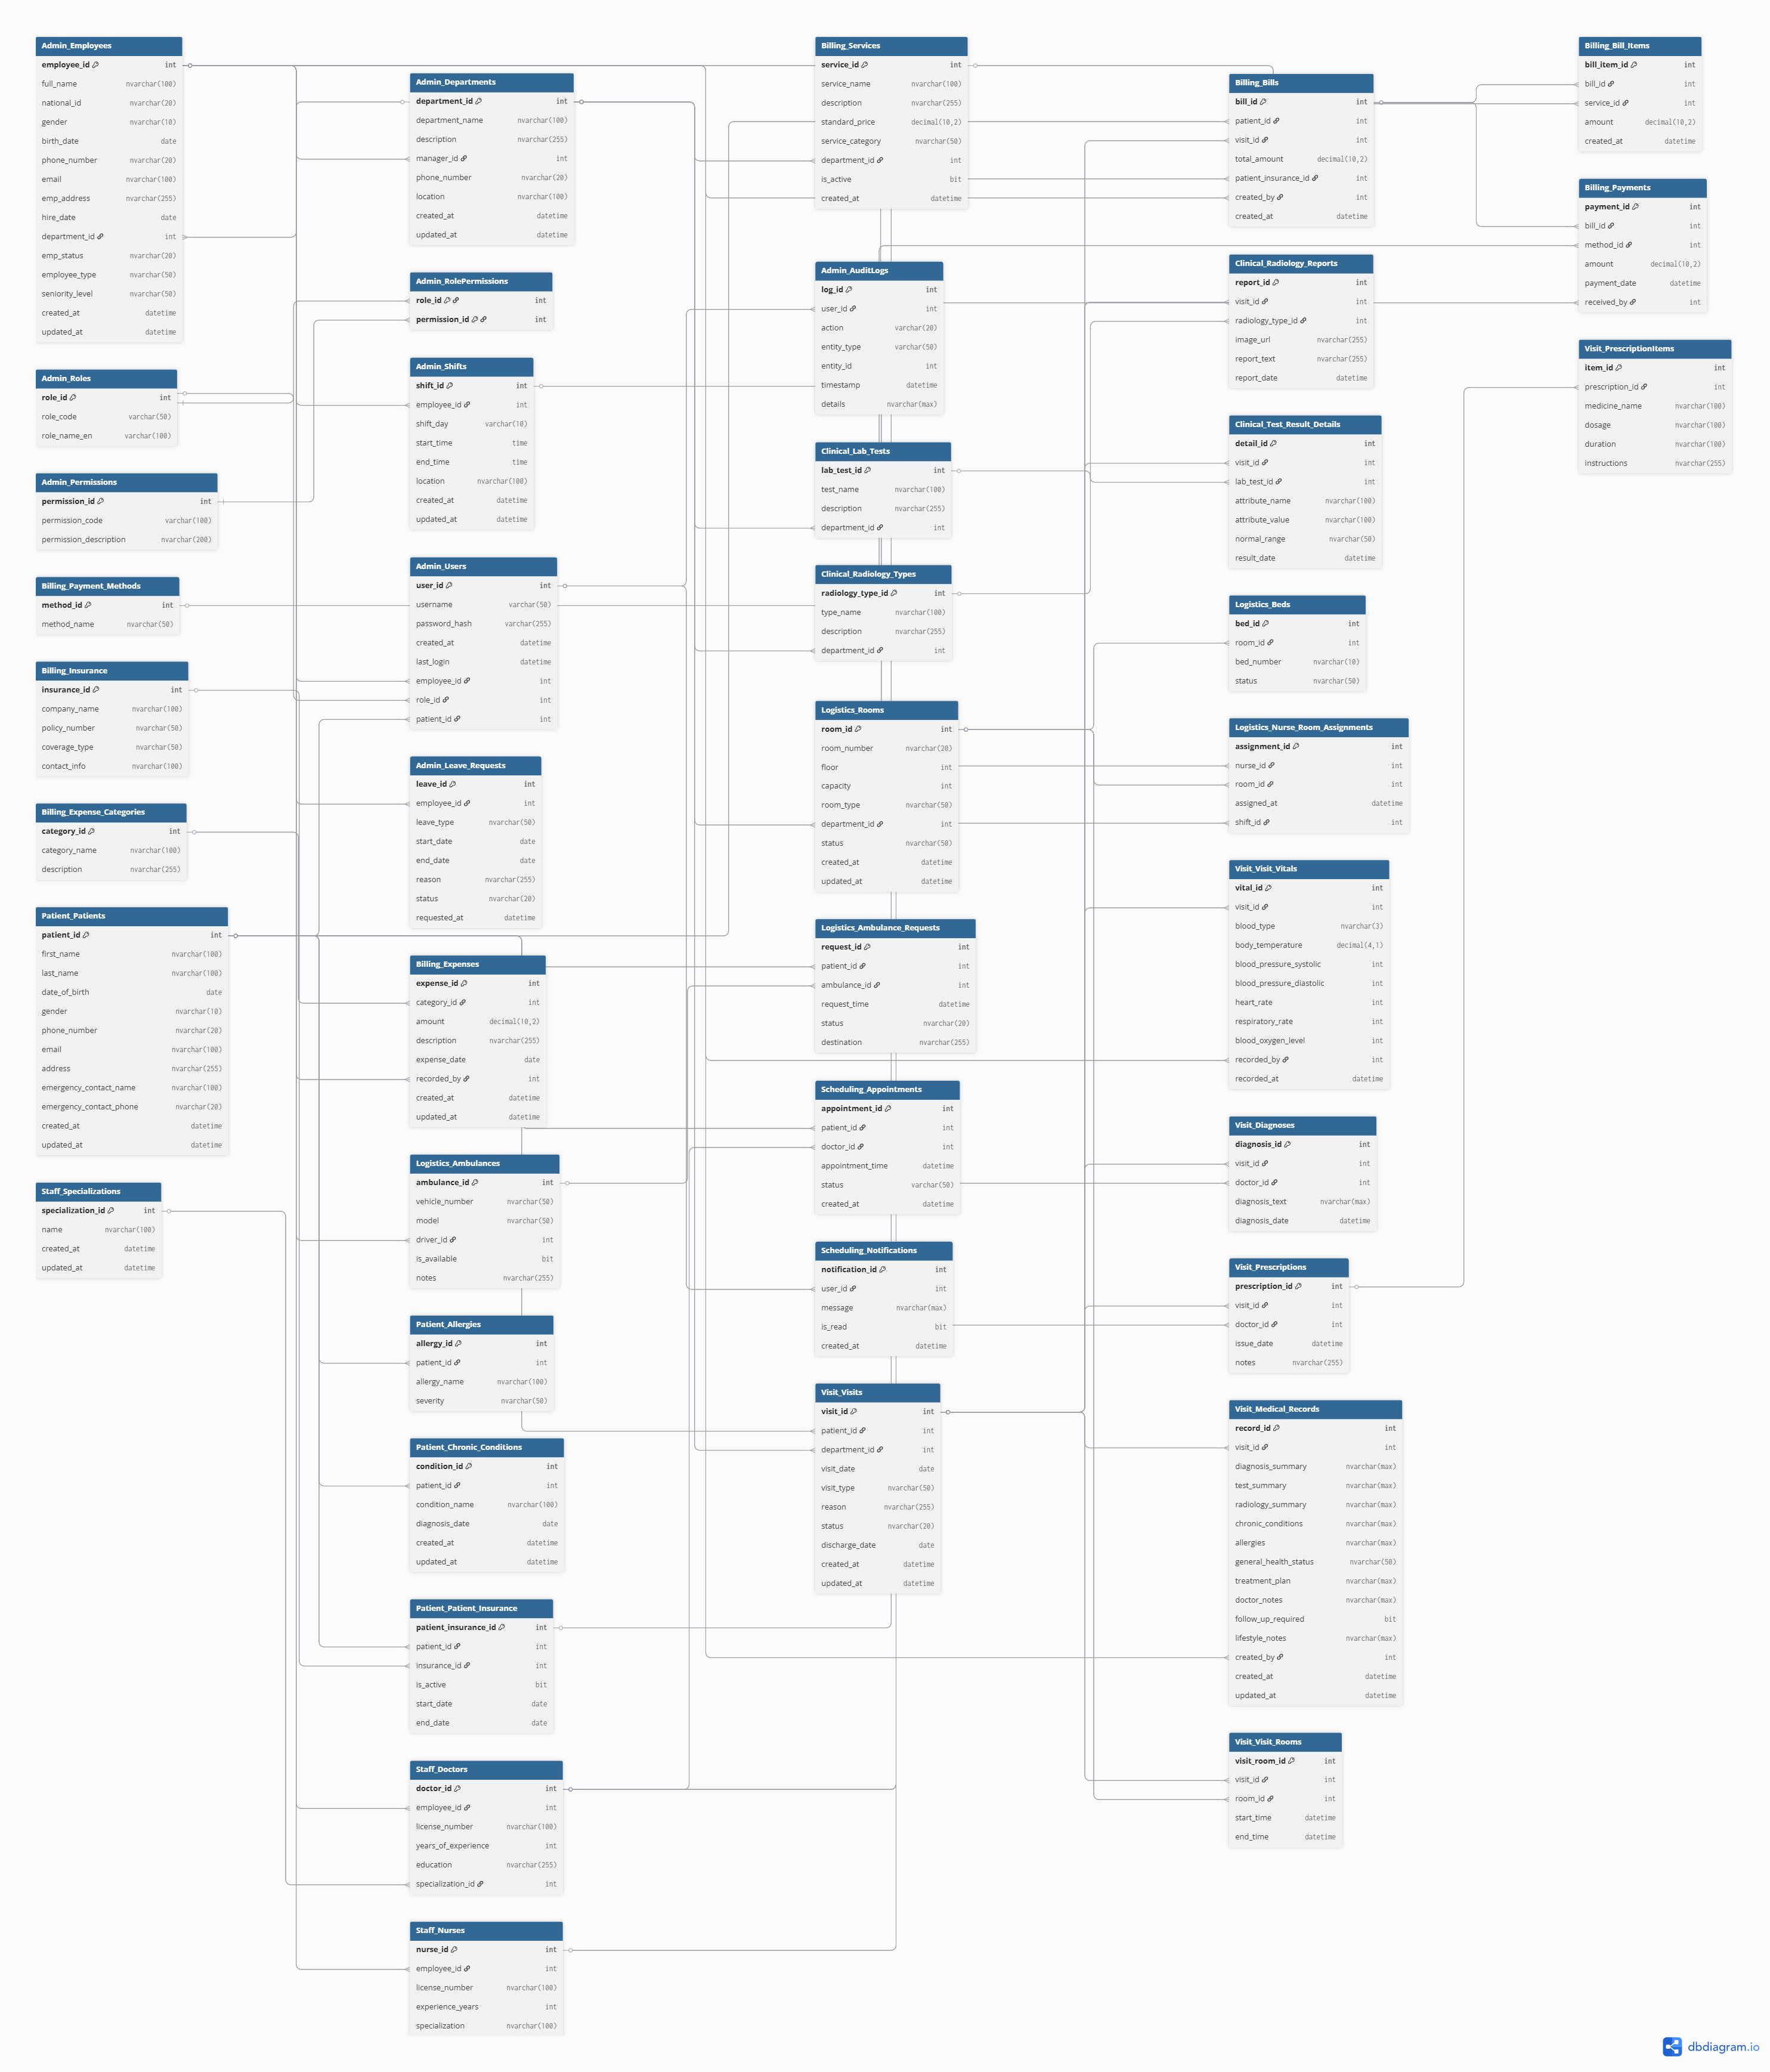 Admin_Employees
employee_id int
full_name nvarchar(100)
national_id nvarchar(20)
gender nvarchar(10)
birth_date date
phone_number nvarchar(20)
email nvarchar(100)
emp_address nvarchar(255)
hire_date date
department_id int
emp_status nvarchar(20)
employee_type nvarchar(50)
seniority_level nvarchar(50)
created_at datetime
updated_at datetime
Admin_Roles
role_id int
role_code varchar(50)
role_name_en varchar(100)
Admin_Permissions
permission_id int
permission_code varchar(100)
permission_description nvarchar(200)
Billing_Payment_Methods
method_id int
method_name nvarchar(50)
Billing_Insurance
insurance_id int
company_name nvarchar(100)
policy_number nvarchar(50)
coverage_type nvarchar(50)
contact_info nvarchar(100)
Billing_Expense_Categories
category_id int
category_name nvarchar(100)
description nvarchar(255)
Patient_Patients
patient_id int
first_name nvarchar(100)
last_name nvarchar(100)
date_of_birth date
gender nvarchar(10)
phone_number nvarchar(20)
email nvarchar(100)
address nvarchar(255)
emergency_contact_name nvarchar(100)
emergency_contact_phone nvarchar(20)
created_at datetime
updated_at datetime
Staff_Specializations
specialization_id int
name nvarchar(100)
created_at datetime
updated_at datetime
Admin_Departments
department_id int
department_name nvarchar(100)
description nvarchar(255)
manager_id int
phone_number nvarchar(20)
location nvarchar(100)
created_at datetime
updated_at datetime
Admin_RolePermissions
role_id int
permission_id int
Admin_Shifts
shift_id int
employee_id int
shift_day varchar(10)
start_time time
end_time time
location nvarchar(100)
created_at datetime
updated_at datetime
Admin_Users
user_id int
username varchar(50)
password_hash varchar(255)
created_at datetime
last_login datetime
employee_id int
role_id int
patient_id int
Admin_Leave_Requests
leave_id int
employee_id int
leave_type nvarchar(50)
start_date date
end_date date
reason nvarchar(255)
status nvarchar(20)
requested_at datetime
Billing_Expenses
expense_id int
category_id int
amount decimal(10,2)
description nvarchar(255)
expense_date date
recorded_by int
created_at datetime
updated_at datetime
Logistics_Ambulances
ambulance_id int
vehicle_number nvarchar(50)
model nvarchar(50)
driver_id int
is_available bit
notes nvarchar(255)
Patient_Allergies
allergy_id int
patient_id int
allergy_name nvarchar(100)
severity nvarchar(50)
Patient_Chronic_Conditions
condition_id int
patient_id int
condition_name nvarchar(100)
diagnosis_date date
created_at datetime
updated_at datetime
Patient_Patient_Insurance
patient_insurance_id int
patient_id int
insurance_id int
is_active bit
start_date date
end_date date
Staff_Doctors
doctor_id int
employee_id int
license_number nvarchar(100)
years_of_experience int
education nvarchar(255)
specialization_id int
Staff_Nurses
nurse_id int
employee_id int
license_number nvarchar(100)
experience_years int
specialization nvarchar(100)
Billing_Services
service_id int
service_name nvarchar(100)
description nvarchar(255)
standard_price decimal(10,2)
service_category nvarchar(50)
department_id int
is_active bit
created_at datetime
Admin_AuditLogs
log_id int
user_id int
action varchar(20)
entity_type varchar(50)
entity_id int
timestamp datetime
details nvarchar(max)
Clinical_Lab_Tests
lab_test_id int
test_name nvarchar(100)
description nvarchar(255)
department_id int
Clinical_Radiology_Types
radiology_type_id int
type_name nvarchar(100)
description nvarchar(255)
department_id int
Logistics_Rooms
room_id int
room_number nvarchar(20)
floor int
capacity int
room_type nvarchar(50)
department_id int
status nvarchar(50)
created_at datetime
updated_at datetime
Logistics_Ambulance_Requests
request_id int
patient_id int
ambulance_id int
request_time datetime
status nvarchar(20)
destination nvarchar(255)
Scheduling_Appointments
appointment_id int
patient_id int
doctor_id int
appointment_time datetime
status varchar(50)
created_at datetime
Scheduling_Notifications
notification_id int
user_id int
message nvarchar(max)
is_read bit
created_at datetime
Visit_Visits
visit_id int
patient_id int
department_id int
visit_date date
visit_type nvarchar(50)
reason nvarchar(255)
status nvarchar(20)
discharge_date date
created_at datetime
updated_at datetime
Billing_Bills
bill_id int
patient_id int
visit_id int
total_amount decimal(10,2)
patient_insurance_id int
created_by int
created_at datetime
Clinical_Radiology_Reports
report_id int
visit_id int
radiology_type_id int
image_url nvarchar(255)
report_text nvarchar(255)
report_date datetime
Clinical_Test_Result_Details
detail_id int
visit_id int
lab_test_id int
attribute_name nvarchar(100)
attribute_value nvarchar(100)
normal_range nvarchar(50)
result_date datetime
Logistics_Beds
bed_id int
room_id int
bed_number nvarchar(10)
status nvarchar(50)
Logistics_Nurse_Room_Assignments
assignment_id int
nurse_id int
room_id int
assigned_at datetime
shift_id int
Visit_Visit_Vitals
vital_id int
visit_id int
blood_type nvarchar(3)
body_temperature decimal(4,1)
blood_pressure_systolic int
blood_pressure_diastolic int
heart_rate int
respiratory_rate int
blood_oxygen_level int
recorded_by int
recorded_at datetime
Visit_Diagnoses
diagnosis_id int
visit_id int
doctor_id int
diagnosis_text nvarchar(max)
diagnosis_date datetime
Visit_Prescriptions
prescription_id int
visit_id int
doctor_id int
issue_date datetime
notes nvarchar(255)
Visit_Medical_Records
record_id int
visit_id int
diagnosis_summary nvarchar(max)
test_summary nvarchar(max)
radiology_summary nvarchar(max)
chronic_conditions nvarchar(max)
allergies nvarchar(max)
general_health_status nvarchar(50)
treatment_plan nvarchar(max)
doctor_notes nvarchar(max)
follow_up_required bit
lifestyle_notes nvarchar(max)
created_by int
created_at datetime
updated_at datetime
Visit_Visit_Rooms
visit_room_id int
visit_id int
room_id int
start_time datetime
end_time datetime
Billing_Bill_Items
bill_item_id int
bill_id int
service_id int
amount decimal(10,2)
created_at datetime
Billing_Payments
payment_id int
bill_id int
method_id int
amount decimal(10,2)
payment_date datetime
received_by int
Visit_PrescriptionItems
item_id int
prescription_id int
medicine_name nvarchar(100)
dosage nvarchar(100)
duration nvarchar(100)
instructions nvarchar(255)
dbdiagram.io